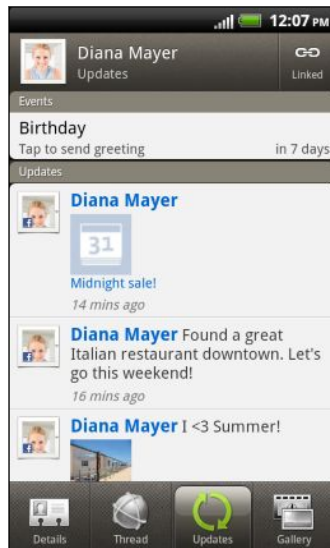 12:07 PM
Diana Mayer
Updates
Linked
Events
Birthday
Tap to send greeting
in 7 days
Updates
Diana Mayer
31
Midnight sale!
14 mins ago
Diana Mayer Found a great
Italian restaurant downtown. Let's
go this weekend!
16 mins ago
Diana Mayer I <3 Summer!
Details
Thread
Updates
Gallery